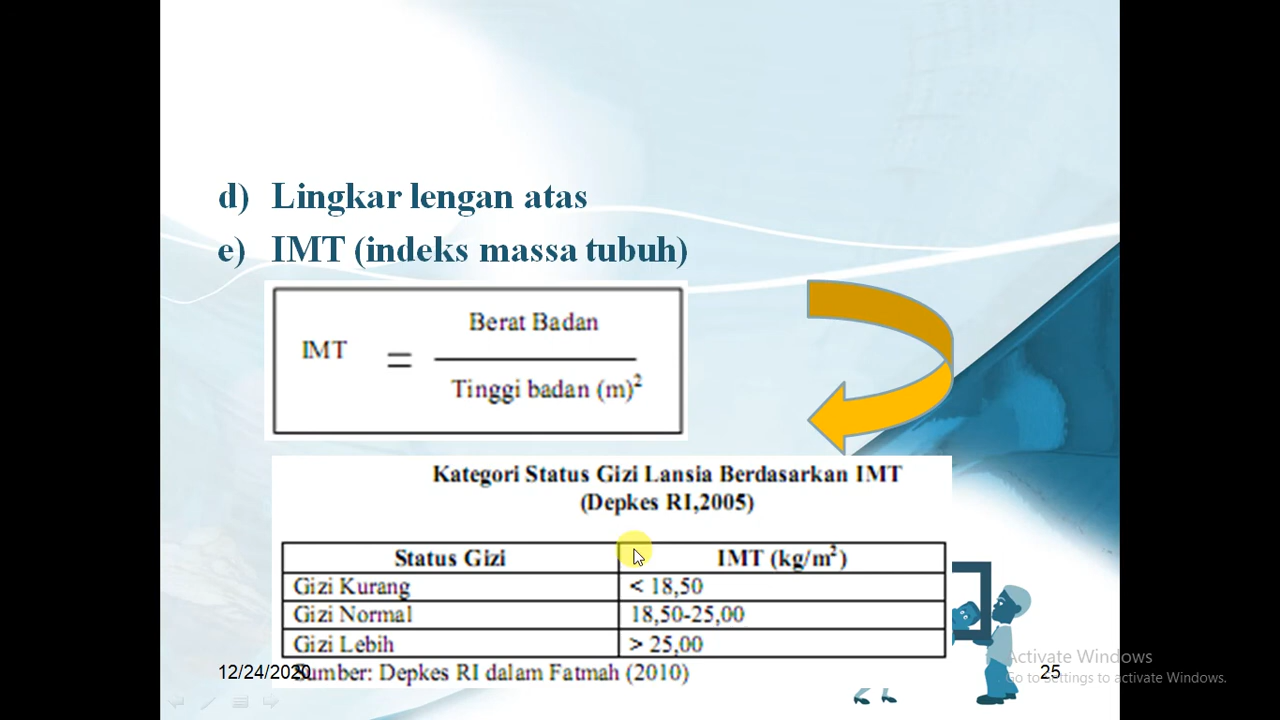 d) Lingkar lengan atas
e) IMT (indeks massa tubuh)
Berat Badan
IMT =
Tinggi badan (m)²
Kategori Status Gizi Lansia Berdasarkan IMT
(Depkes RI,2005)
Status Gizi IMT (kg/m²)
Gizi Kurang < 18,50
Gizi Normal 18,50-25,00
Gizi Lebih > 25,00
Sumber: Depkes RI dalam Fatmah (2010)
12/24/2020
25
Activate Windows
Go to Settings to activate Windows.